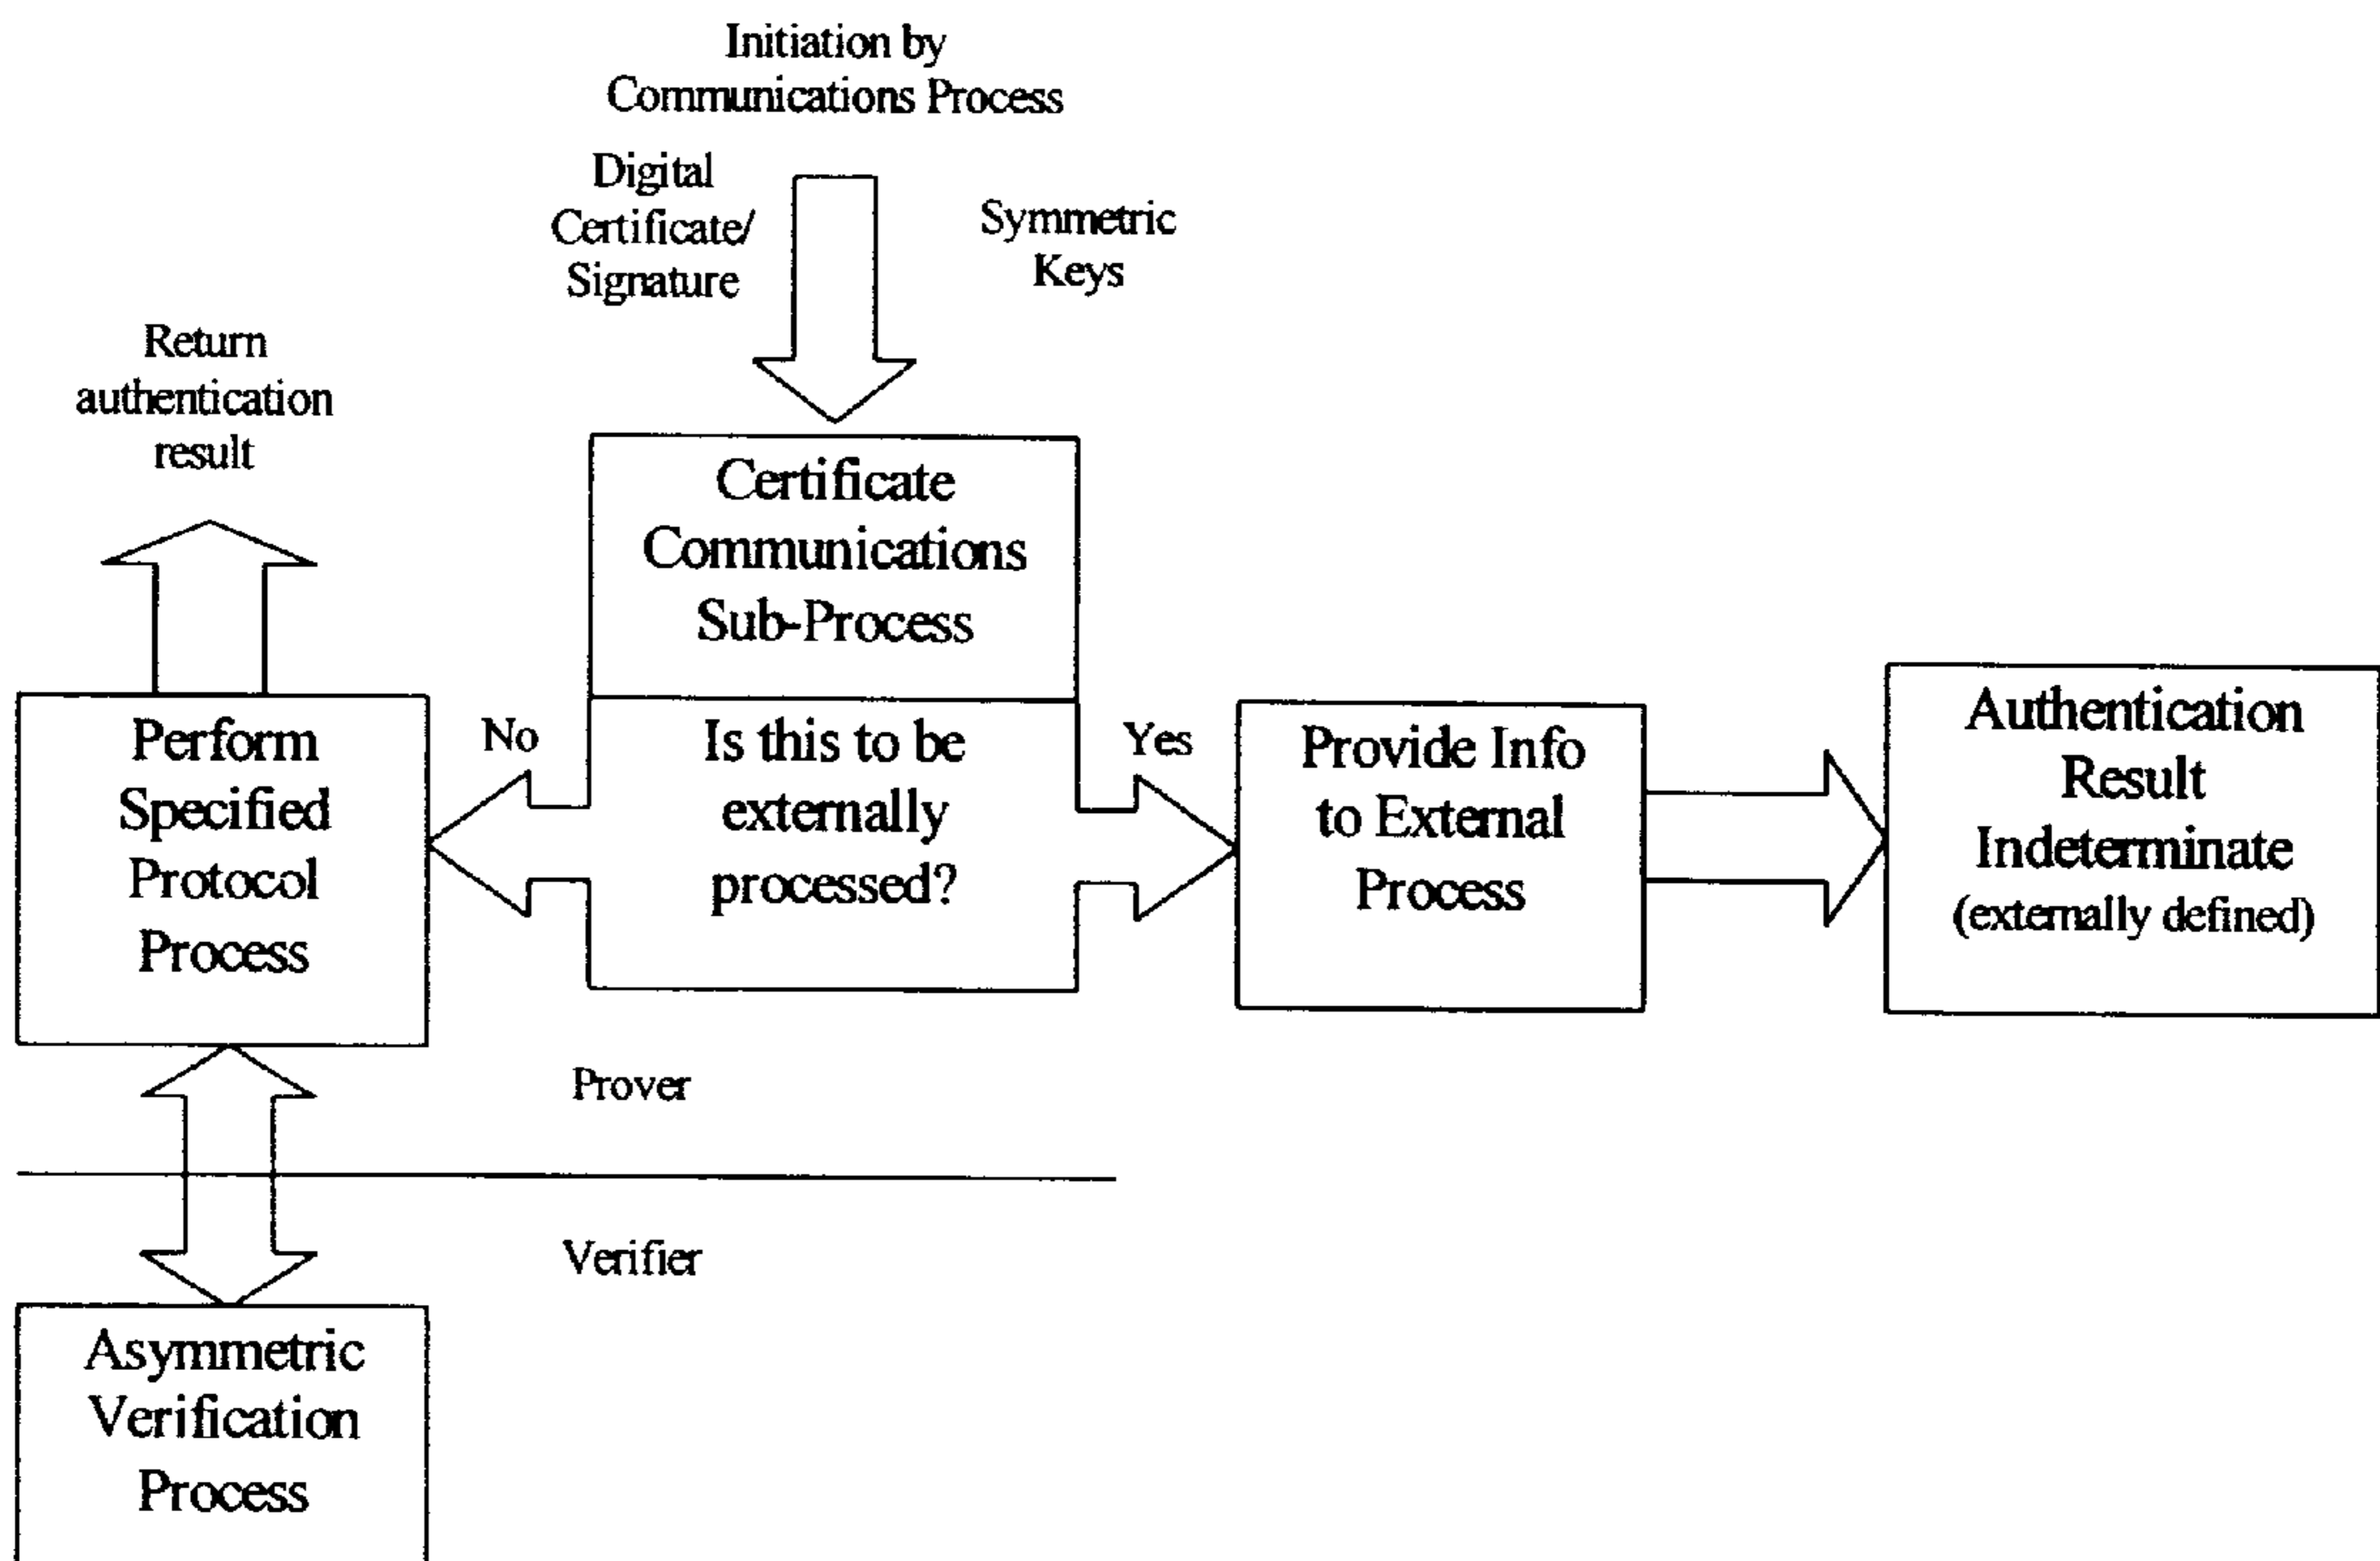 Initiation by
Communications Process
Digital
Certificate/
Signature
Symmetric
Keys
Return
authentication
result
Certificate
Communications
Sub-Process
Perform
Specified
Protocol
Process
No
Is this to be
externally
processed?
Yes
Provide Info
to External
Process
Authentication
Result
Indeterminate
(externally defined)
Prover
Verifier
Asymmetric
Verification
Process